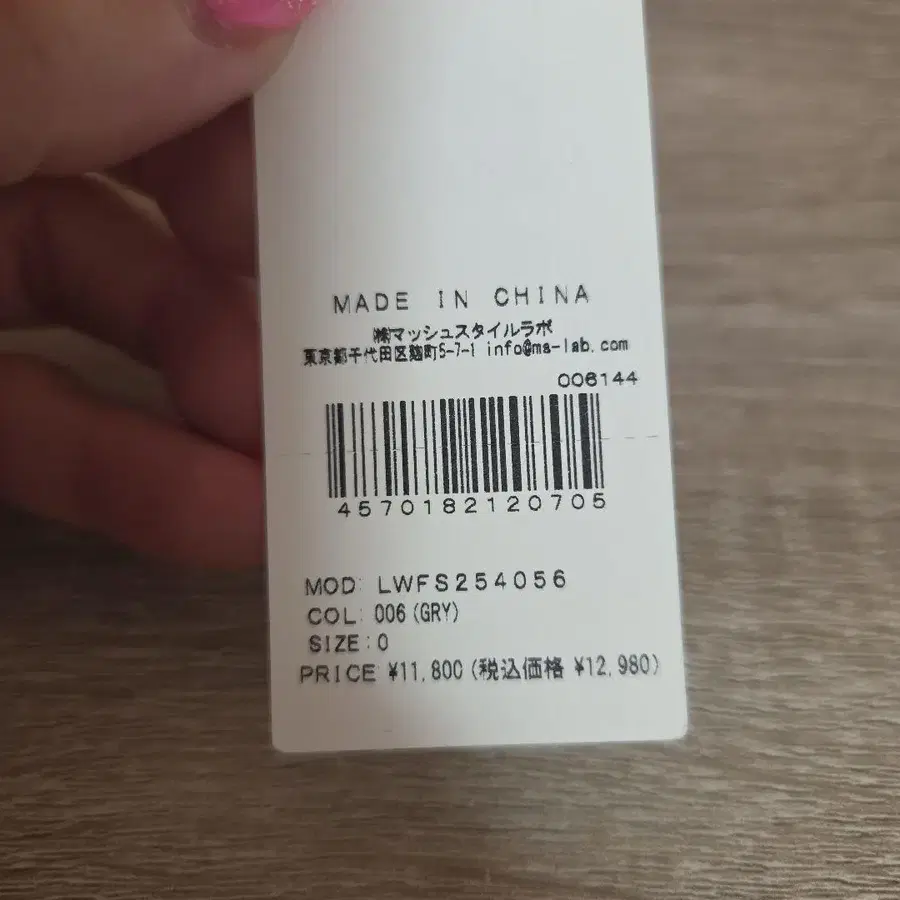 MADE IN CHINA
㈱マッシュスタイルラボ
東京都千代田区麹町5-7-1 info@ms-lab.com
006144
4570182120705
MOD: LWFS254056
COL: 006(GRY)
SIZE:0
PRICE ¥11,800(税込価格 ¥12,980)